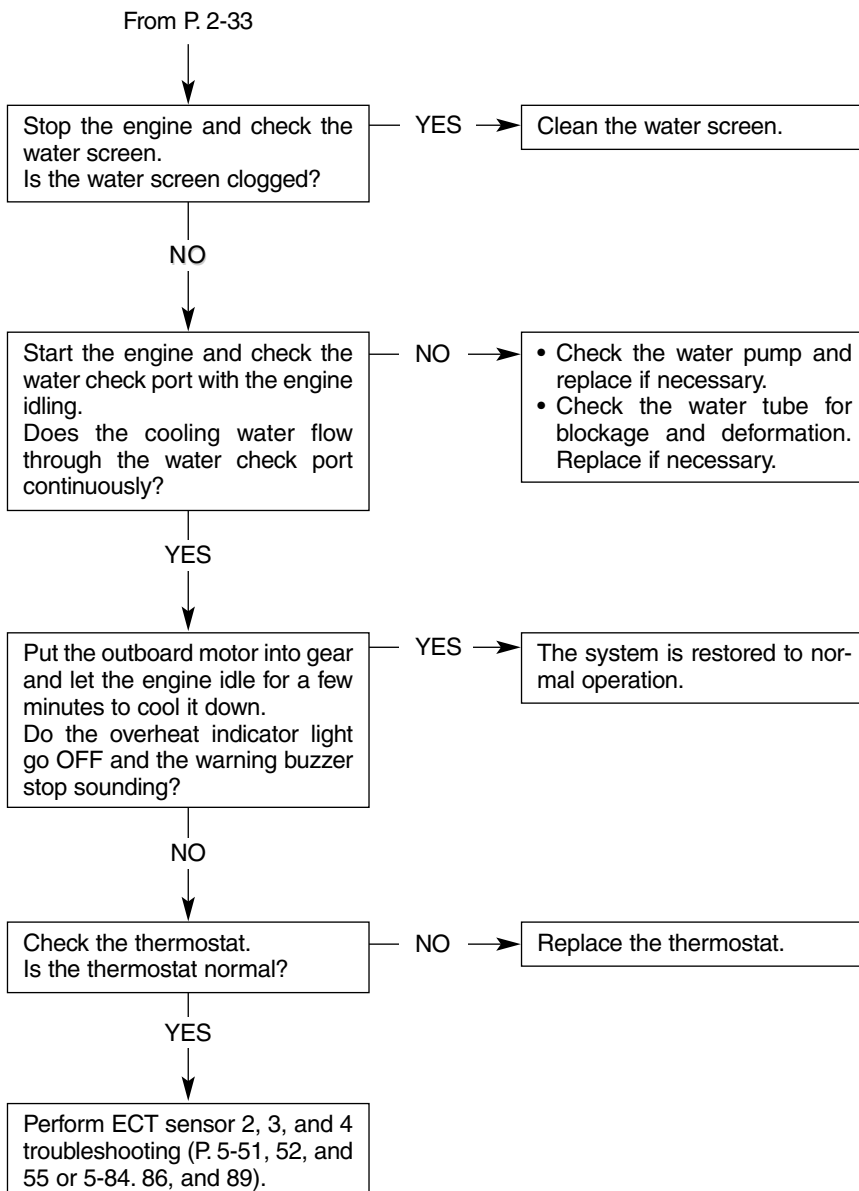 From P. 2-33
Stop the engine and check the
water screen.
Is the water screen clogged?
YES
Clean the water screen.
NO
Start the engine and check the
water check port with the engine
idling.
Does the cooling water flow
through the water check port
continuously?
NO
• Check the water pump and
replace if necessary.
• Check the water tube for
blockage and deformation.
Replace if necessary.
YES
Put the outboard motor into gear
and let the engine idle for a few
minutes to cool it down.
Do the overheat indicator light
go OFF and the warning buzzer
stop sounding?
YES
The system is restored to nor-
mal operation.
NO
Check the thermostat.
Is the thermostat normal?
NO
Replace the thermostat.
YES
Perform ECT sensor 2, 3, and 4
troubleshooting (P. 5-51, 52, and
55 or 5-84. 86, and 89).